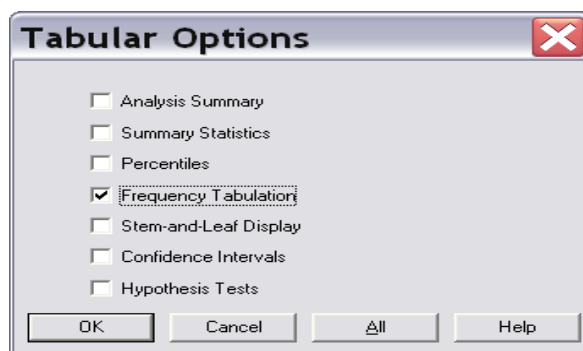 Tabular Options
Analysis Summary
Summary Statistics
Percentiles
Frequency Tabulation
Stem-and-Leaf Display
Confidence Intervals
Hypothesis Tests
OK Cancel All Help